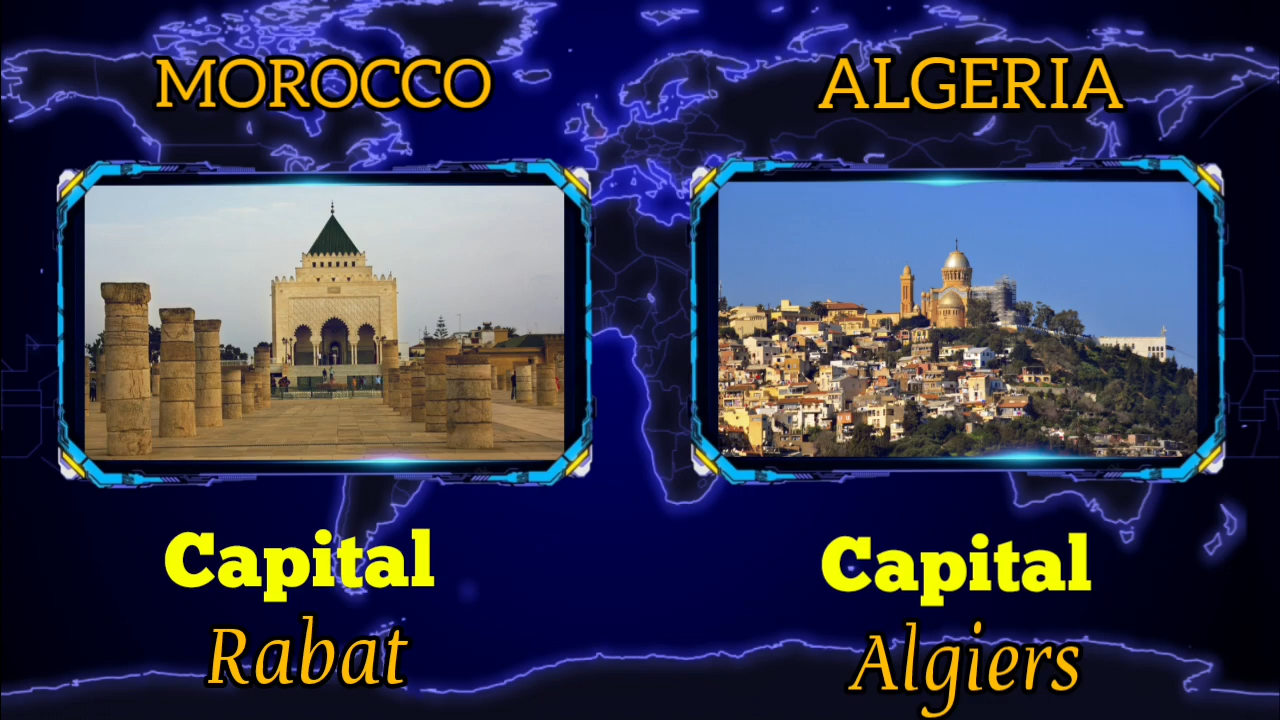 MOROCCO
ALGERIA
Capital
Rabat
Capital
Algiers